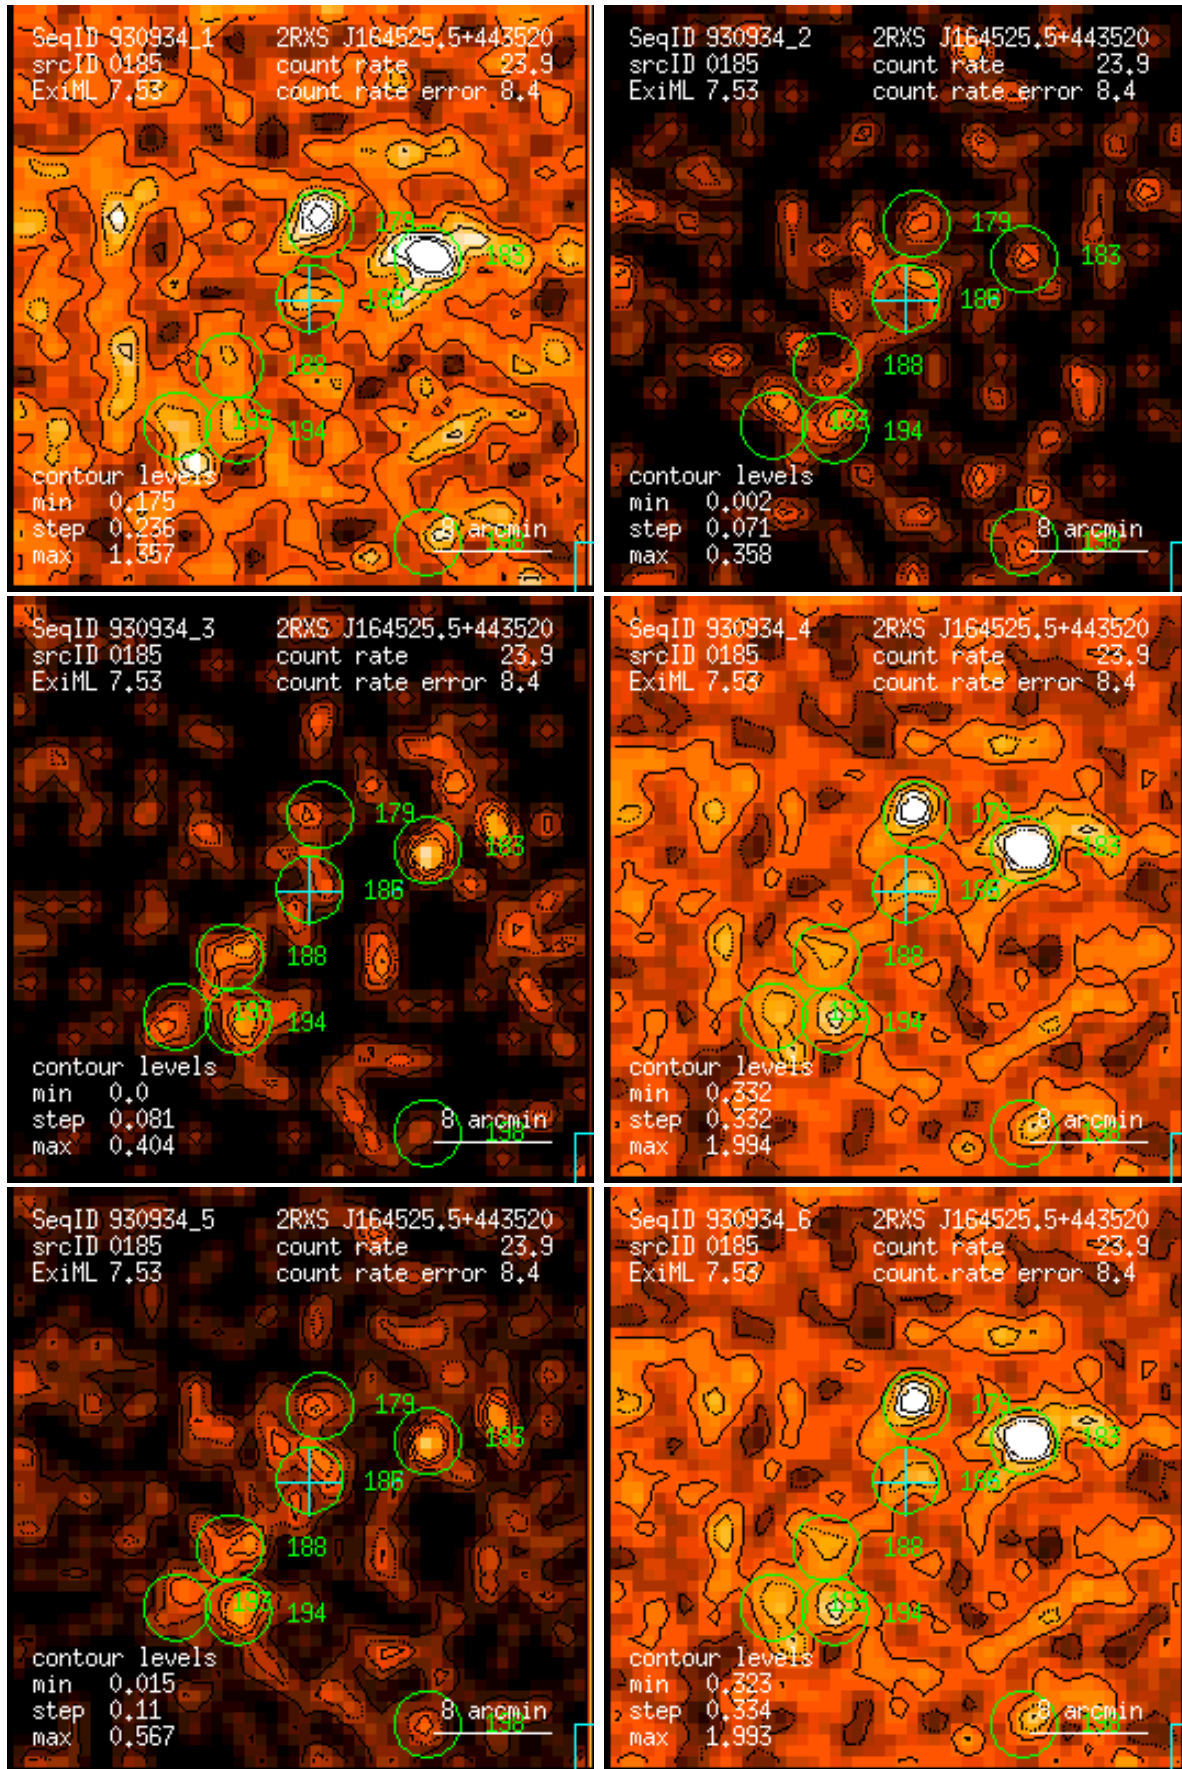 SeqID 930934_1 2RXS J164525.5+443520
srcID 0185 count rate 23.9
ExiML 7.53 count rate error 8.4
179
183
186
188
193
194
contour levels
min 0.175
step 0.236
max 1.357
8 arcmin
198
SeqID 930934_2 2RXS J164525.5+443520
srcID 0185 count rate 23.9
ExiML 7.53 count rate error 8.4
179
183
186
188
193
194
contour levels
min 0.002
step 0.071
max 0.358
8 arcmin
198
SeqID 930934_3 2RXS J164525.5+443520
srcID 0185 count rate 23.9
ExiML 7.53 count rate error 8.4
179
183
186
188
193
194
contour levels
min 0.0
step 0.081
max 0.404
8 arcmin
198
SeqID 930934_4 2RXS J164525.5+443520
srcID 0185 count rate 23.9
ExiML 7.53 count rate error 8.4
179
183
186
188
193
194
contour levels
min 0.332
step 0.332
max 1.994
8 arcmin
198
SeqID 930934_5 2RXS J164525.5+443520
srcID 0185 count rate 23.9
ExiML 7.53 count rate error 8.4
179
183
186
188
193
194
contour levels
min 0.015
step 0.11
max 0.567
8 arcmin
198
SeqID 930934_6 2RXS J164525.5+443520
srcID 0185 count rate 23.9
ExiML 7.53 count rate error 8.4
179
183
186
188
193
194
contour levels
min 0.323
step 0.334
max 1.993
8 arcmin
198